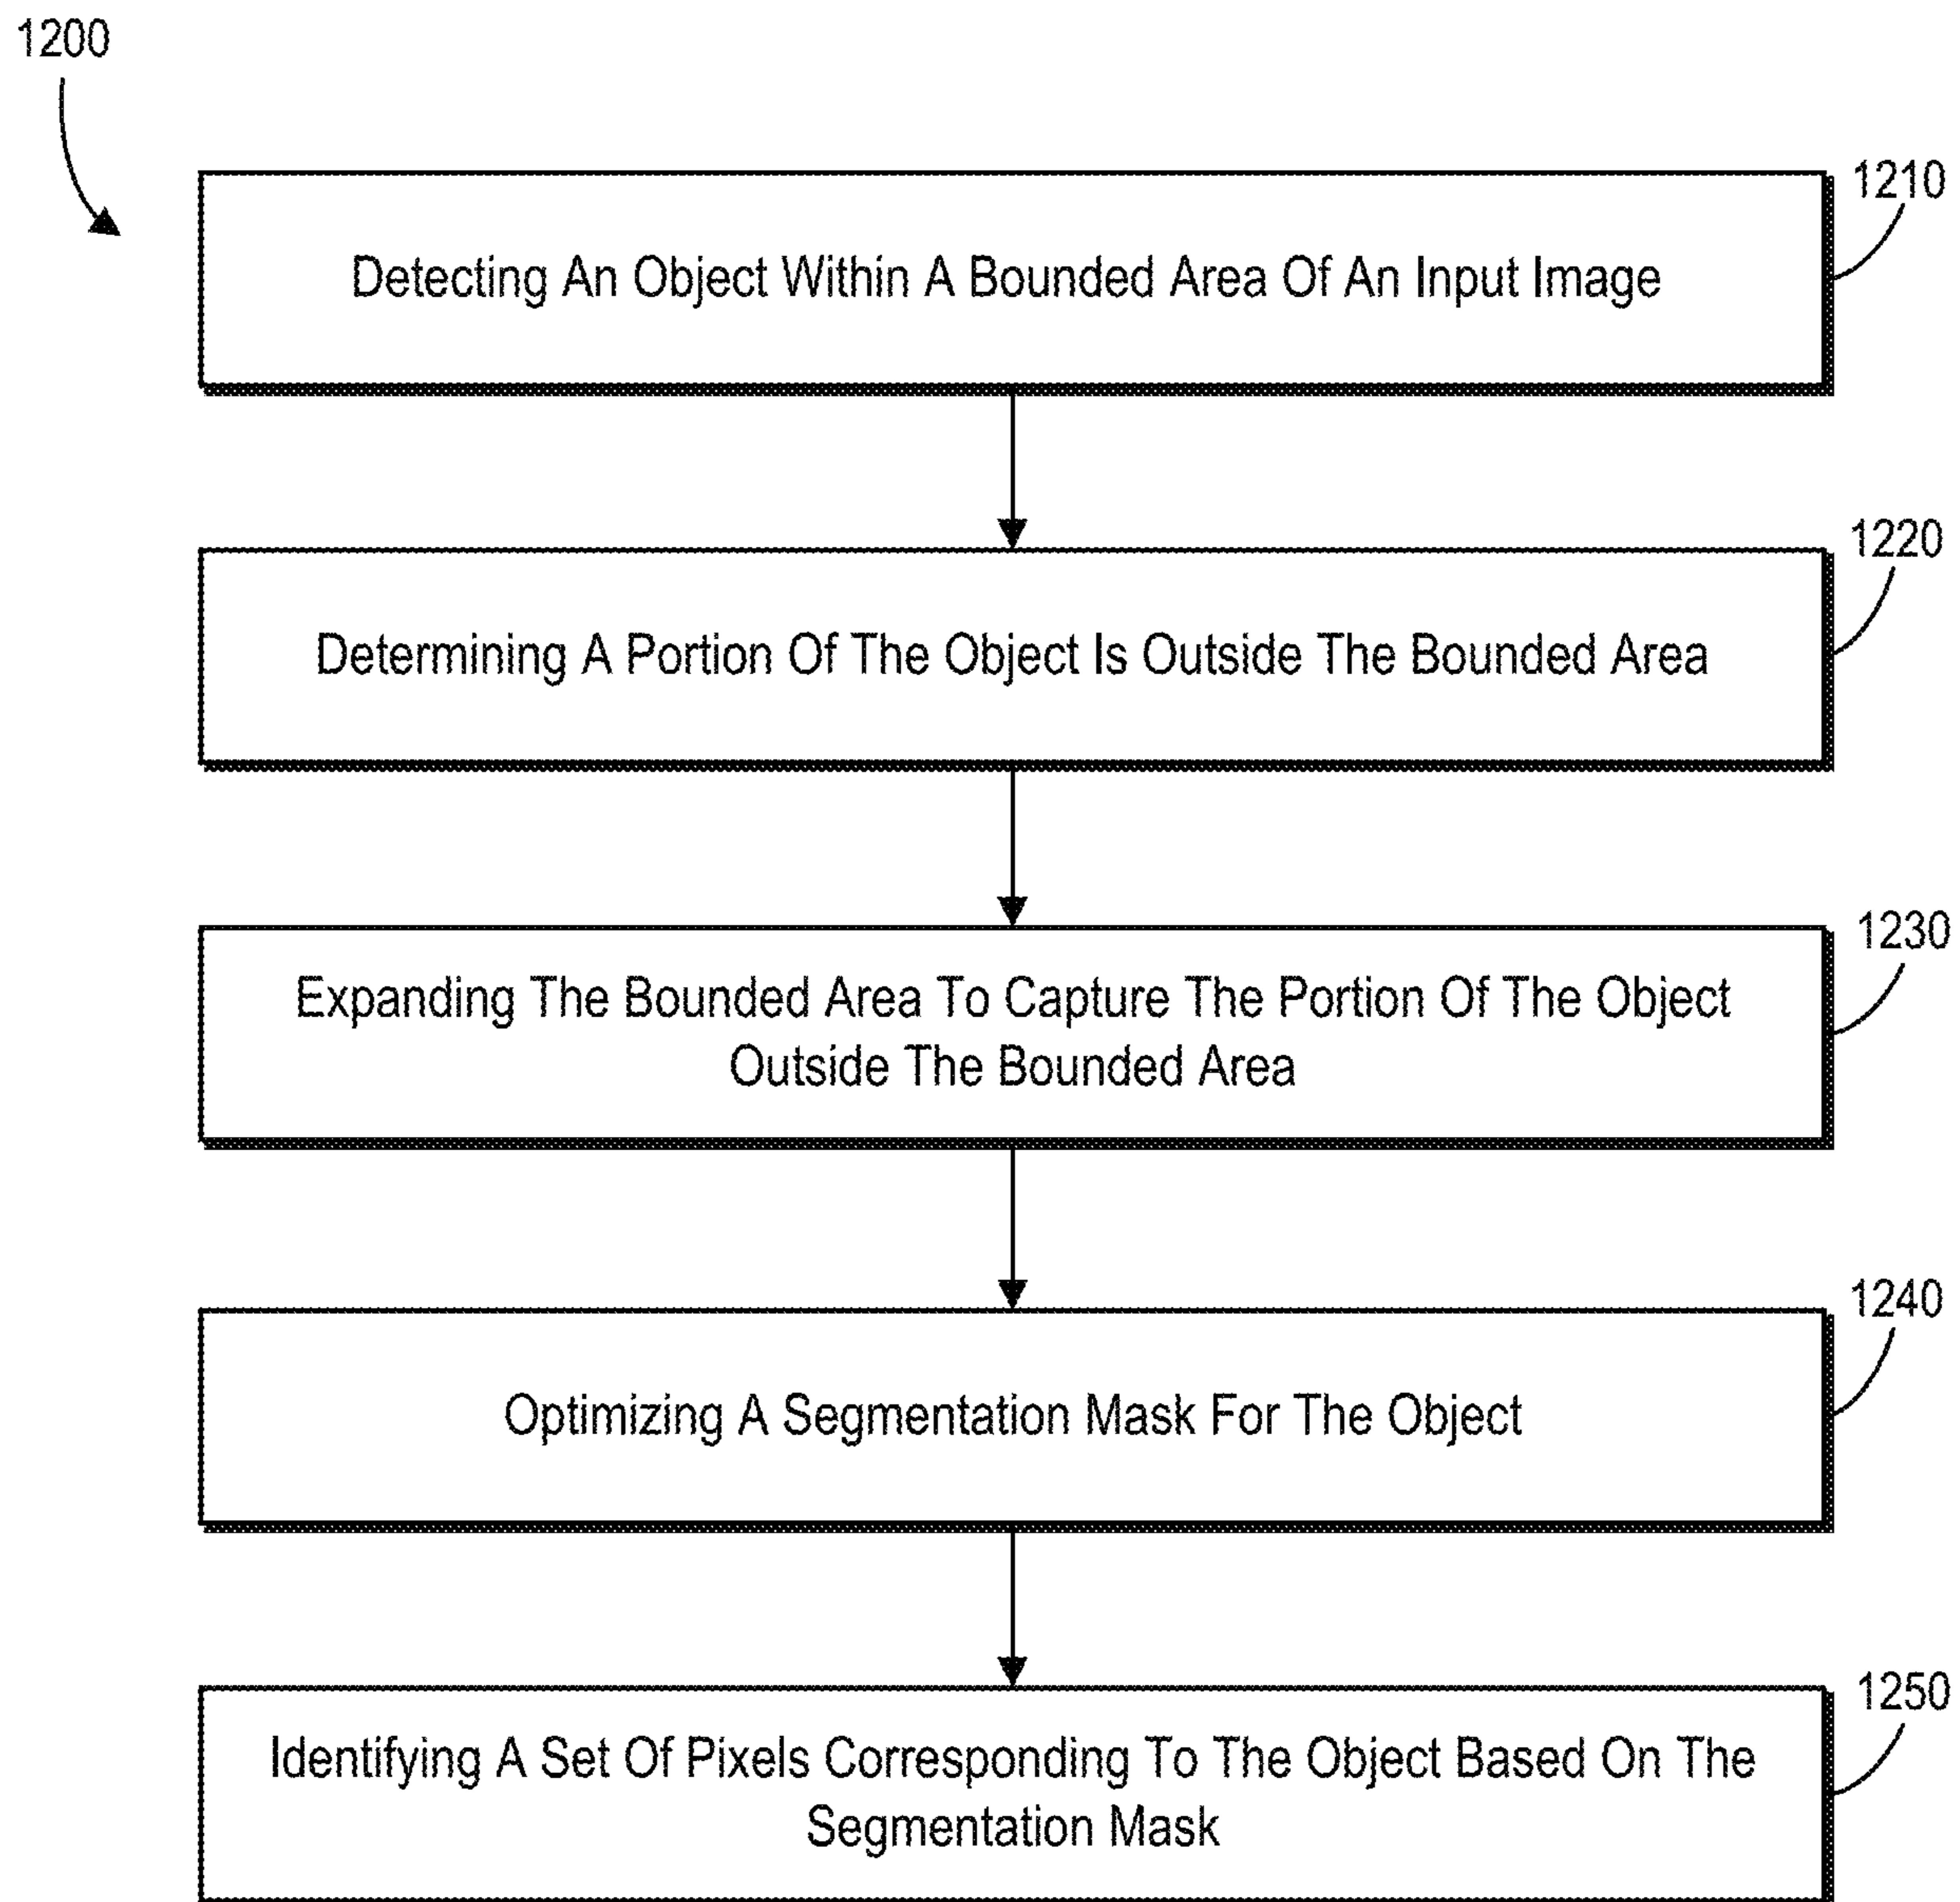 1200
1210
Detecting An Object Within A Bounded Area Of An Input Image
1220
Determining A Portion Of The Object Is Outside The Bounded Area
1230
Expanding The Bounded Area To Capture The Portion Of The Object
Outside The Bounded Area
1240
Optimizing A Segmentation Mask For The Object
1250
Identifying A Set Of Pixels Corresponding To The Object Based On The
Segmentation Mask